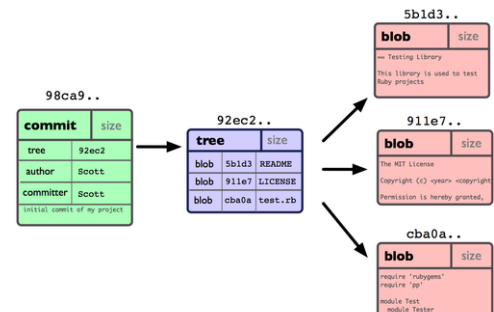 98ca9..
commit size
tree 92ec2
author Scott
committer Scott
initial commit of my project
92ec2..
tree size
blob 5b1d3 README
blob 911e7 LICENSE
blob cba0a test.rb
5b1d3..
blob size
== Testing Library
This library is used to test
Ruby projects
911e7..
blob size
The MIT License
Copyright (c) <year> <copyright
Permission is hereby granted,
cba0a..
blob size
require 'rubygems'
require 'pp'
module Test
module Tester